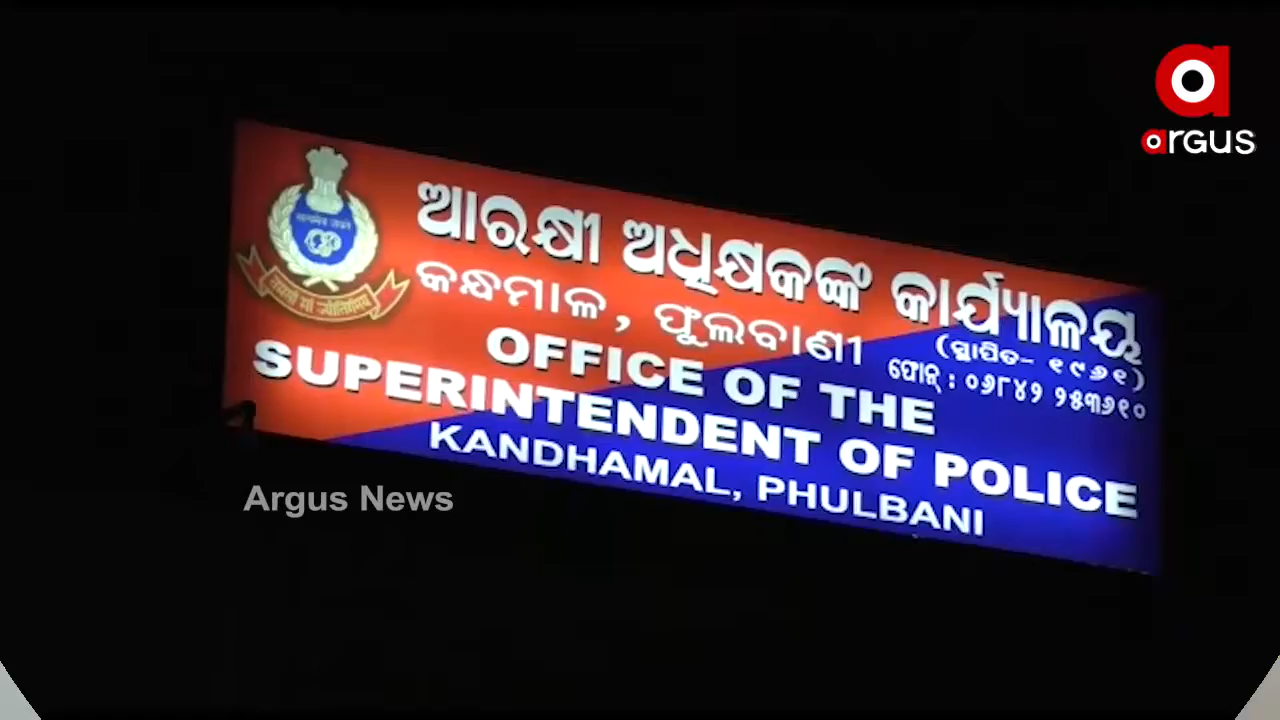 argus
ଆରକ୍ଷୀ ଅଧିକ୍ଷକଙ୍କ କାର୍ଯ୍ୟାଳୟ
(ସ୍ଥାପିତ- ୧୯୬୧)
କନ୍ଧମାଳ, ଫୁଲବାଣୀ
ଫୋନ୍ : ୦୬୮୪୨ ୨୫୩୬୧୦
OFFICE OF THE
SUPERINTENDENT OF POLICE
KANDHAMAL, PHULBANI
Argus News